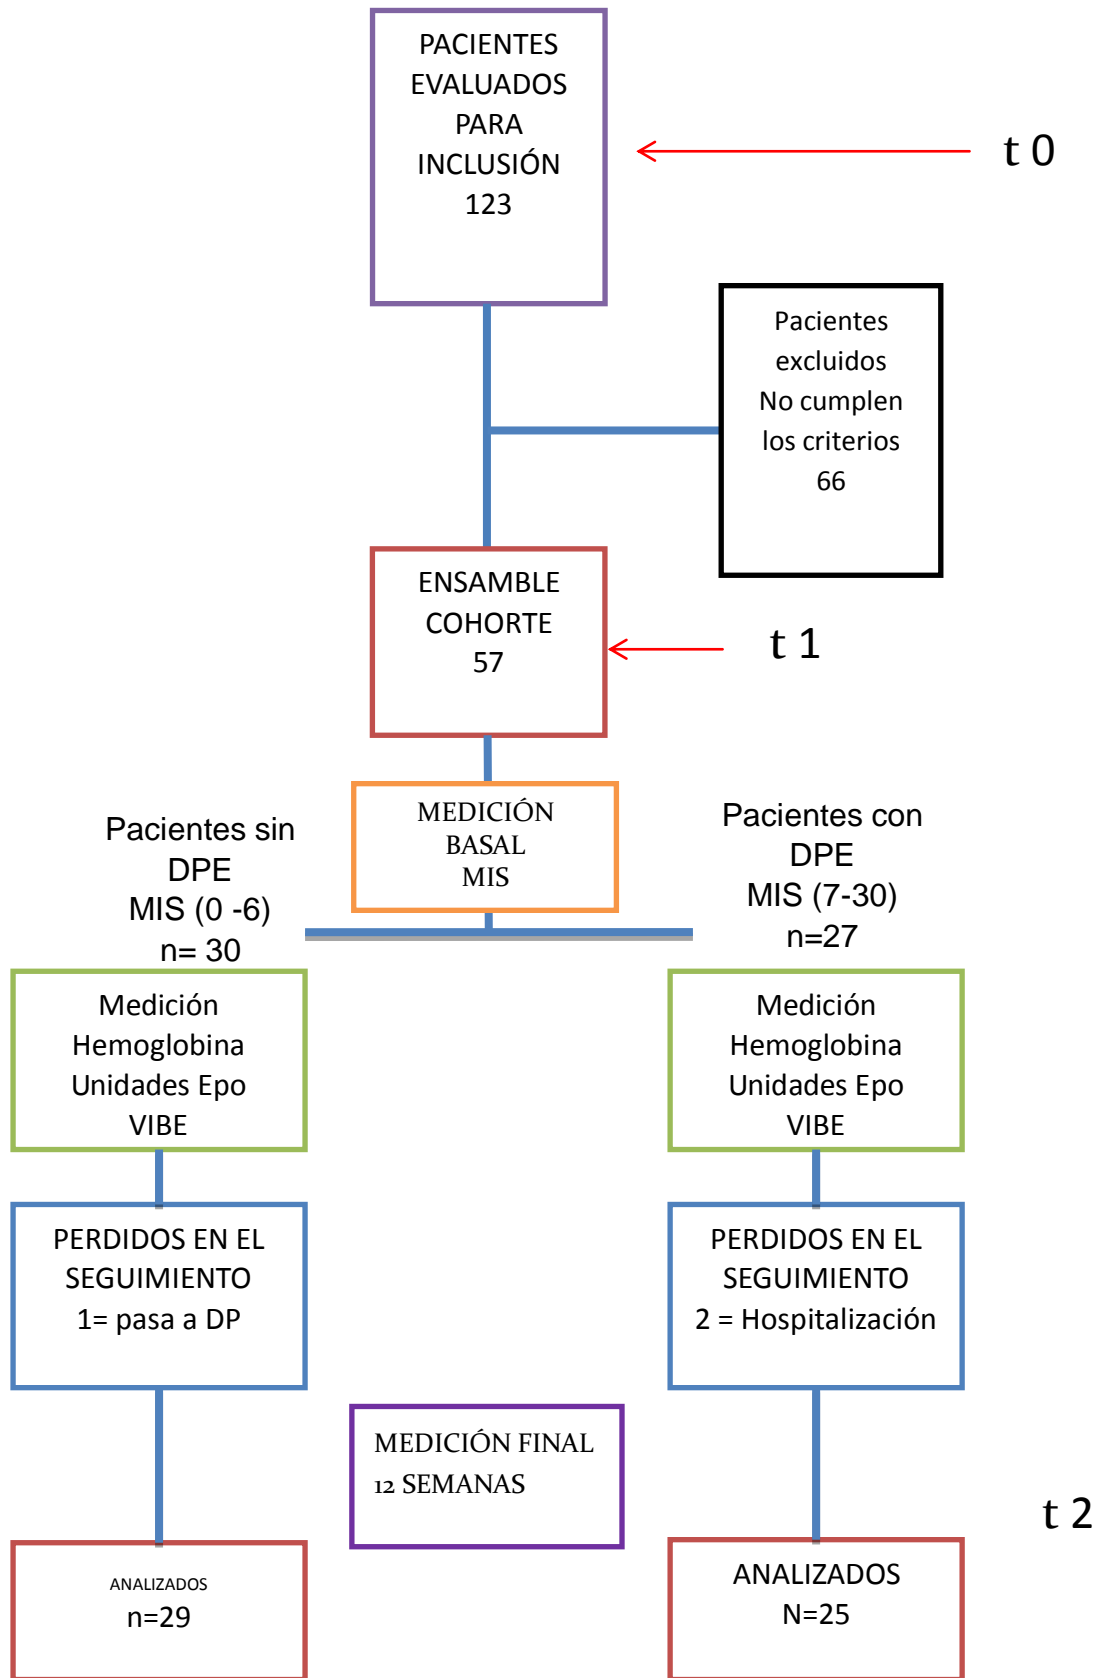 PACIENTES
EVALUADOS
PARA
INCLUSIÓN
123
t 0
Pacientes
excluidos
No cumplen
los criterios
66
ENSAMBLE
COHORTE
57
t 1
MEDICIÓN
BASAL
MIS
Pacientes sin
DPE
MIS (0 -6)
n= 30
Pacientes con
DPE
MIS (7-30)
n=27
Medición
Hemoglobina
Unidades Epo
VIBE
Medición
Hemoglobina
Unidades Epo
VIBE
PERDIDOS EN EL
SEGUIMIENTO
1= pasa a DP
PERDIDOS EN EL
SEGUIMIENTO
2 = Hospitalización
MEDICIÓN FINAL
12 SEMANAS
t 2
ANALIZADOS
n=29
ANALIZADOS
N=25